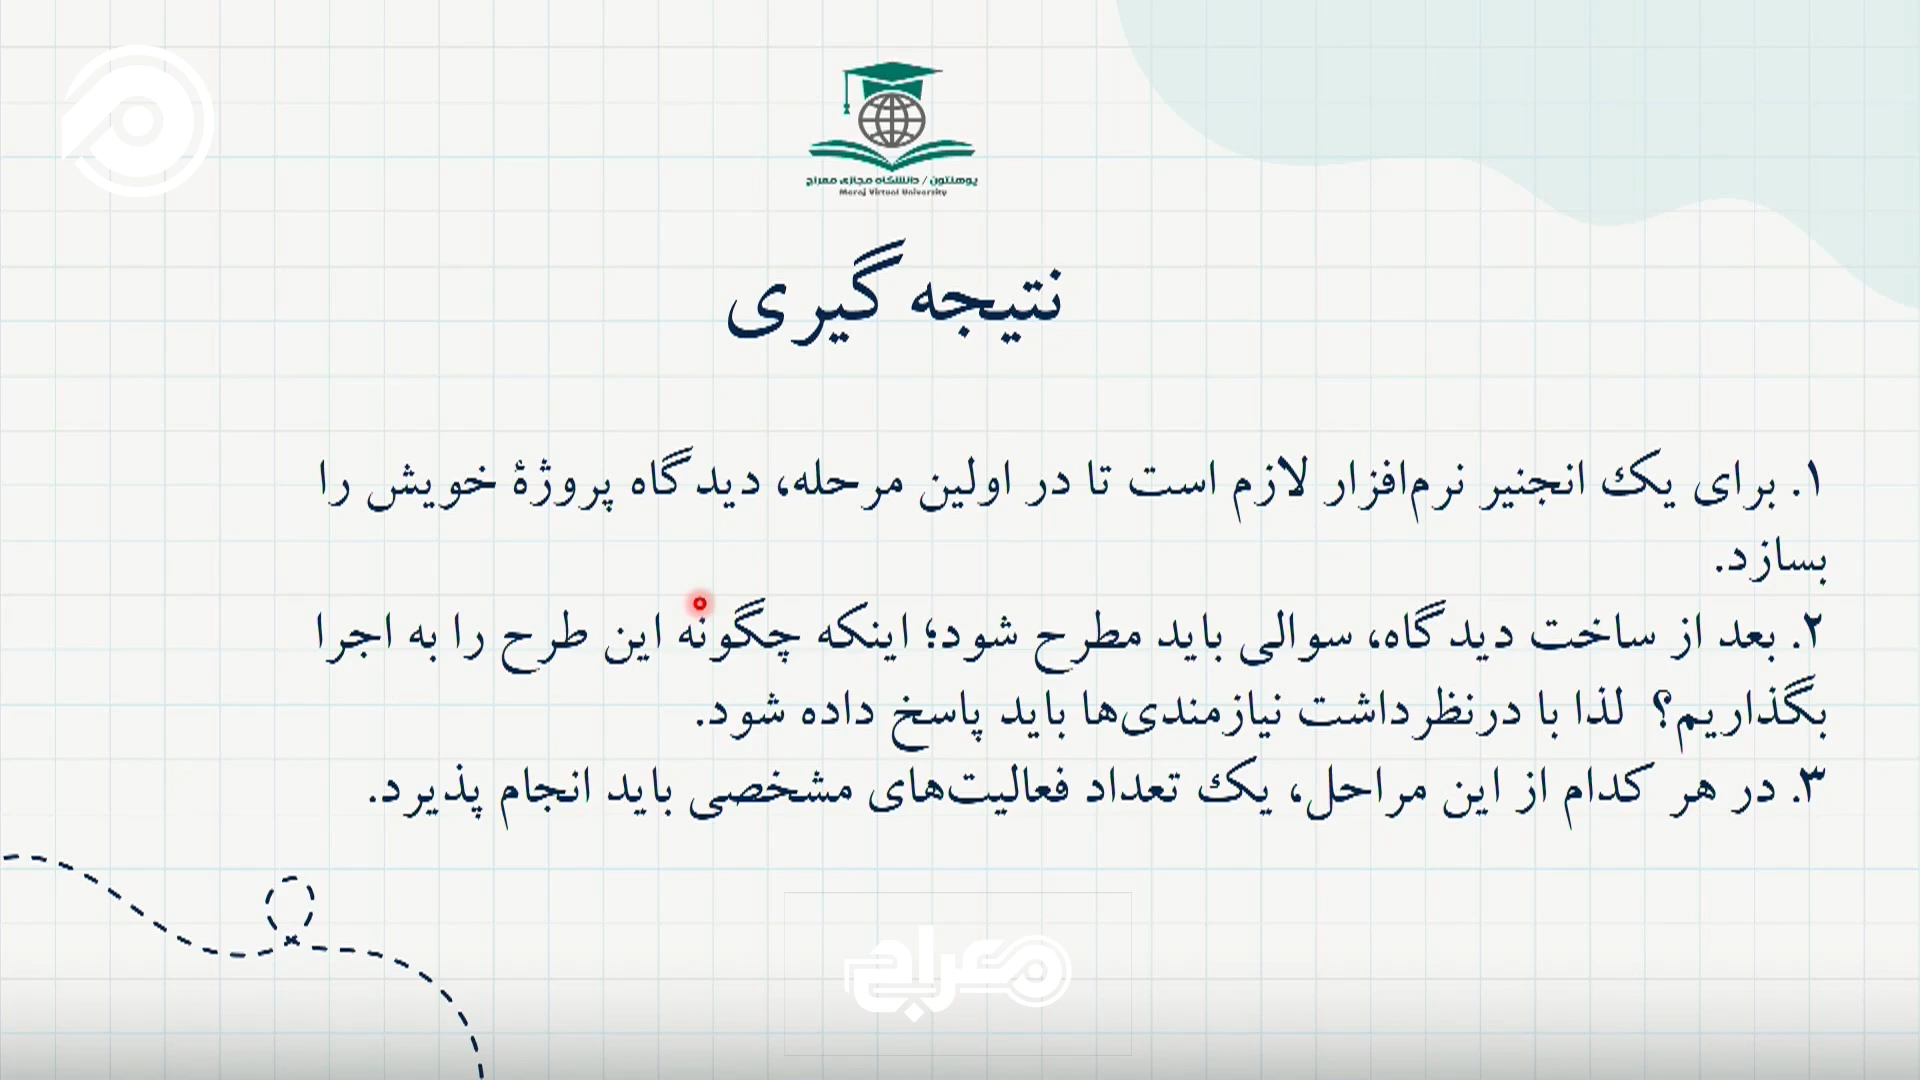 پوهنتون / دانشگاه مجازی معراج
Meraj Virtual University
نتیجه گیری
۱. برای یک انجنیر نرم‌افزار لازم است تا در اولین مرحله، دیدگاه پروژهٔ خویش را
بسازد.
۲. بعد از ساخت دیدگاه، سوالی باید مطرح شود؛ اینکه چگونه این طرح را به اجرا
بگذاریم؟ لذا با درنظرداشت نیازمندی‌ها باید پاسخ داده شود.
۳. در هر کدام از این مراحل، یک تعداد فعالیت‌های مشخصی باید انجام پذیرد.
معراج